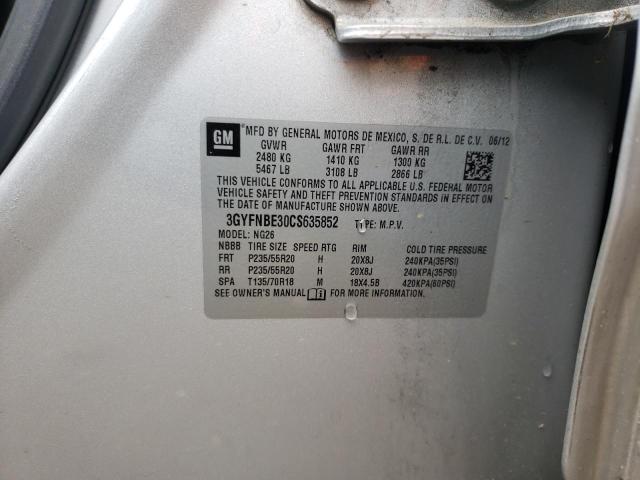 GM MFD BY GENERAL MOTORS DE MEXICO, S. DE R.L. DE C.V. 06/12
GVWR GAWR FRT GAWR RR
2480 KG 1410 KG 1300 KG
5467 LB 3108 LB 2866 LB
THIS VEHICLE CONFORMS TO ALL APPLICABLE U.S. FEDERAL MOTOR
VEHICLE SAFETY AND THEFT PREVENTION STANDARDS IN EFFECT ON
THE DATE OF MANUFACTURE SHOWN ABOVE.
3GYFNBE30CS635852 TYPE: M.P.V.
MODEL: NG26
NBBB TIRE SIZE SPEED RTG RIM COLD TIRE PRESSURE
FRT P235/55R20 H 20X8J 240KPA(35PSI)
RR P235/55R20 H 20X8J 240KPA(35PSI)
SPA T135/70R18 M 18X4.5B 420KPA(60PSI)
SEE OWNER'S MANUAL FOR MORE INFORMATION.